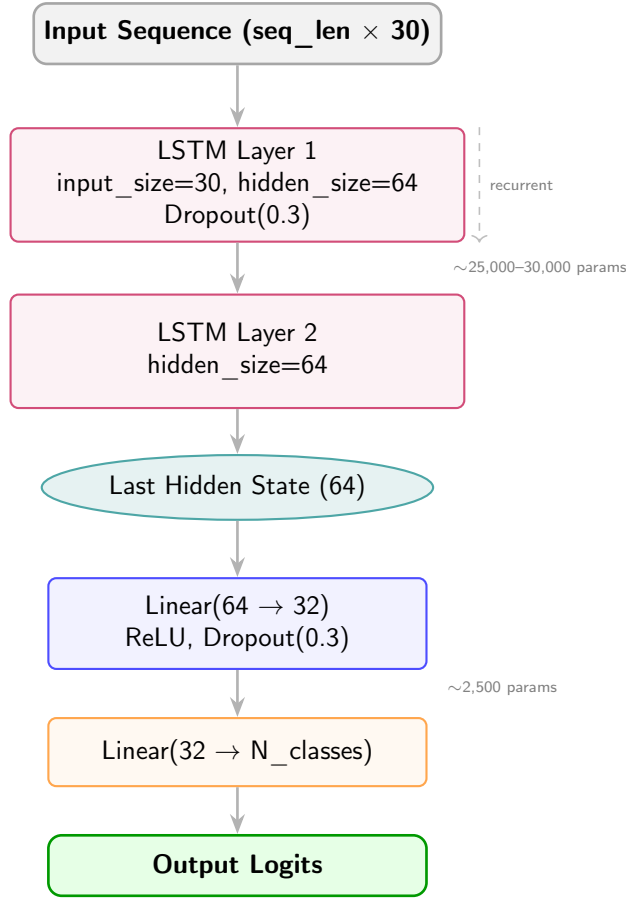 Input Sequence (seq_len × 30)
LSTM Layer 1
input_size=30, hidden_size=64
Dropout(0.3)
recurrent
∼25,000–30,000 params
LSTM Layer 2
hidden_size=64
Last Hidden State (64)
Linear(64 → 32)
ReLU, Dropout(0.3)
∼2,500 params
Linear(32 → N_classes)
Output Logits